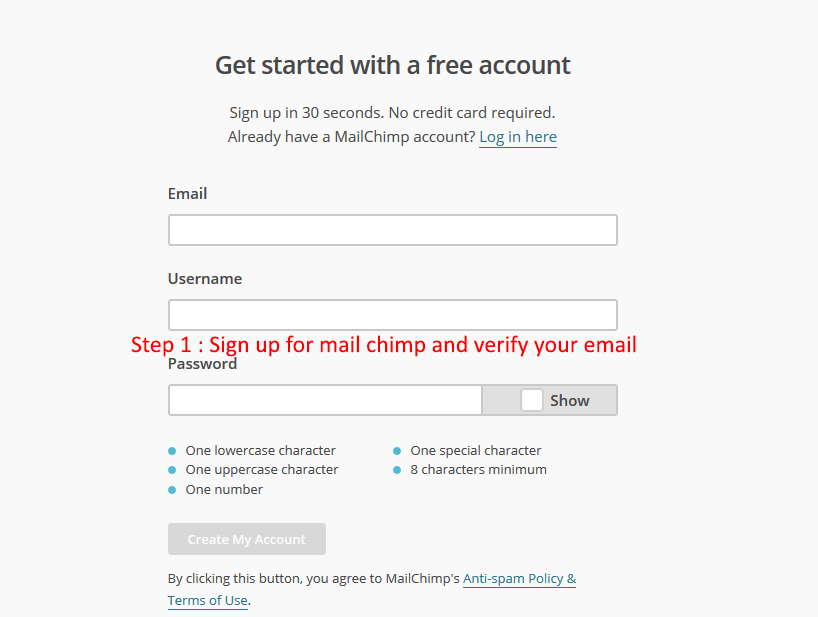 Get started with a free account
Sign up in 30 seconds. No credit card required.
Already have a MailChimp account? Log in here
Email
Username
Step 1 : Sign up for mail chimp and verify your email
Password
Show
One lowercase character
One special character
One uppercase character
8 characters minimum
One number
Create My Account
By clicking this button, you agree to MailChimp's Anti-spam Policy &
Terms of Use.